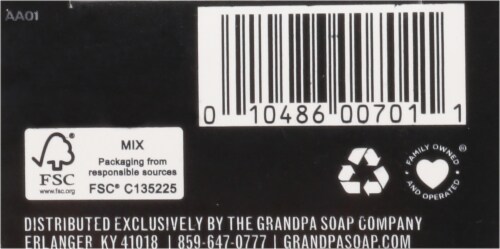 AA01
0 10486 00701 1
FSC
www.fsc.org
MIX
Packaging from
responsible sources
FSC® C135225
FAMILY OWNED
AND OPERATED
®
DISTRIBUTED EXCLUSIVELY BY THE GRANDPA SOAP COMPANY
ERLANGER, KY 41018 | 859-647-0777 | GRANDPASOAP.COM